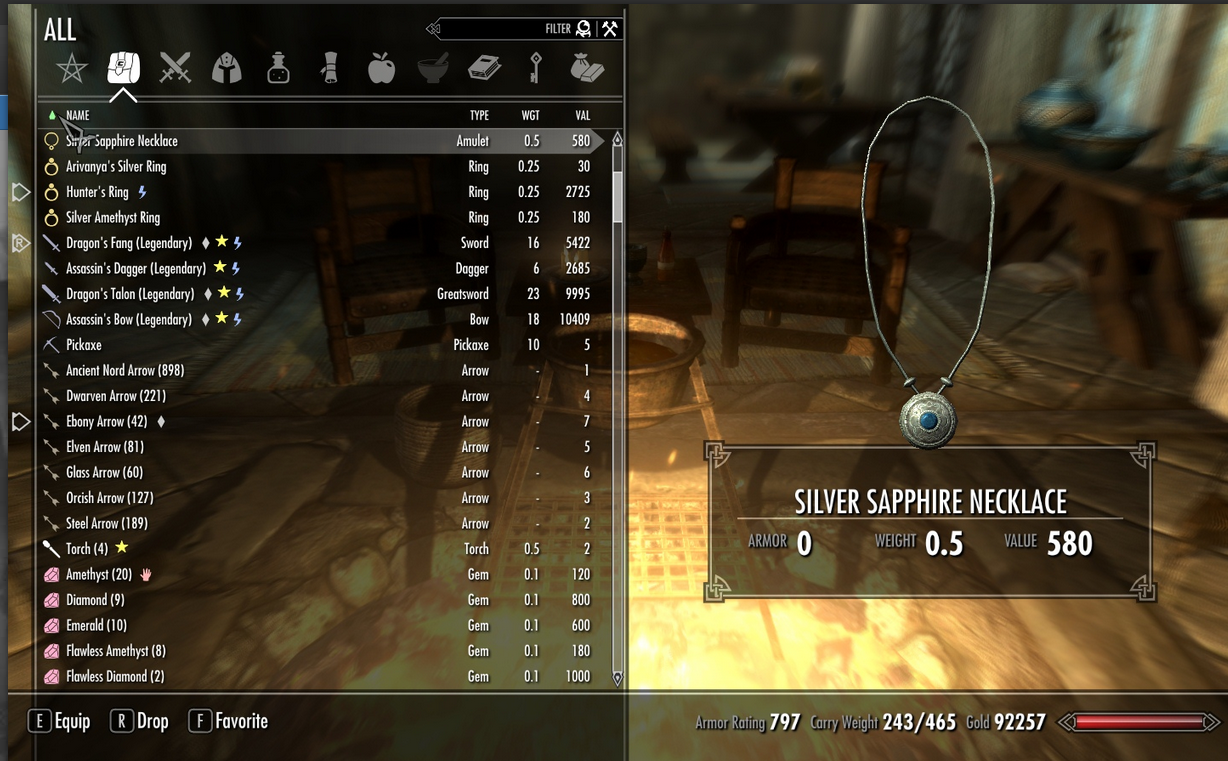 ALL
FILTER
NAME TYPE WGT VAL
Sapphire Necklace Amulet 0.5 580
Arivanya's Silver Ring Ring 0.25 30
Hunter's Ring Ring 0.25 2725
Silver Amethyst Ring Ring 0.25 180
R Dragon's Fang (Legendary) Sword 16 5422
Assassin's Dagger (Legendary) Dagger 6 2685
Dragon's Talon (Legendary) Greatsword 23 9995
Assassin's Bow (Legendary) Bow 18 10409
Pickaxe Pickaxe 10 5
Ancient Nord Arrow (898) Arrow - 1
Dwarven Arrow (221) Arrow - 4
Ebony Arrow (42) Arrow - 7
Elven Arrow (81) Arrow - 5
Glass Arrow (60) Arrow - 6
Orcish Arrow (127) Arrow - 3
Steel Arrow (189) Arrow - 2
Torch (4) Torch 0.5 2
Amethyst (20) Gem 0.1 120
Diamond (9) Gem 0.1 800
Emerald (10) Gem 0.1 600
Flawless Amethyst (8) Gem 0.1 180
Flawless Diamond (2) Gem 0.1 1000
SILVER SAPPHIRE NECKLACE
ARMOR 0 WEIGHT 0.5 VALUE 580
E Equip R Drop F Favorite
Armor Rating 797 Carry Weight 243/465 Gold 92257